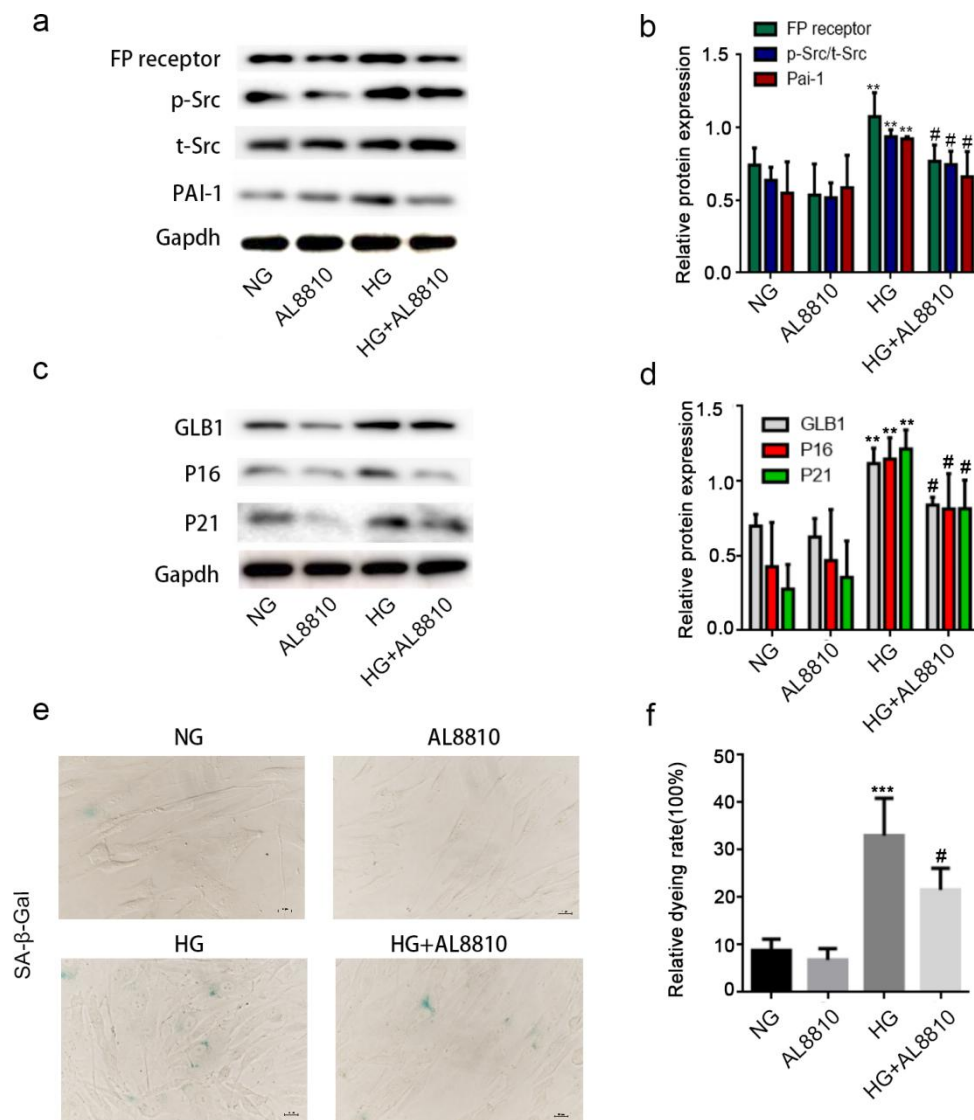 a
FP receptor
p-Src
t-Src
PAI-1
Gapdh
NG
AL8810
HG
HG+AL8810
b
FP receptor
p-Src/t-Src
Pai-1
Relative protein expression
1.5
1.0
0.5
0.0
** ** **
# # #
NG
AL8810
HG
HG+AL8810
c
GLB1
P16
P21
Gapdh
NG
AL8810
HG
HG+AL8810
d
GLB1
P16
P21
Relative protein expression
1.5
1.0
0.5
0.0
** ** **
# # #
NG
AL8810
HG
HG+AL8810
e
NG
AL8810
SA-β-Gal
HG
HG+AL8810
f
Relative dyeing rate(100%)
50
40
30
20
10
0
***
#
NG
AL8810
HG
HG+AL8810